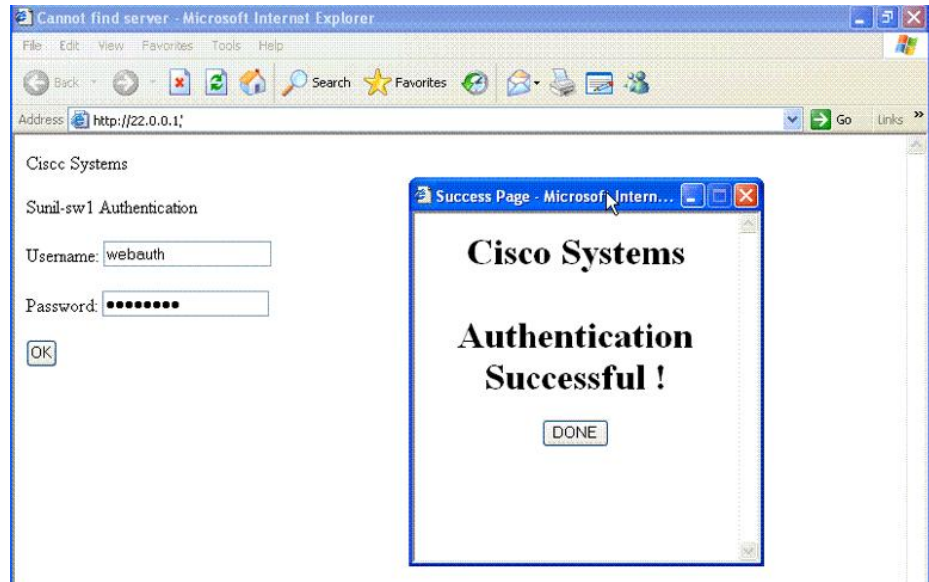 Cannot find server - Microsoft Internet Explorer
File Edit View Favorites Tools Help
Back Search Favorites
Address http://22.0.0.1; Go Links »
Ciscc Systems
Sunil-sw1 Authentication
Username: webauth
Password: ●●●●●●●●
OK
Success Page - Microsoft Intern...
Cisco Systems
Authentication
Successful !
DONE